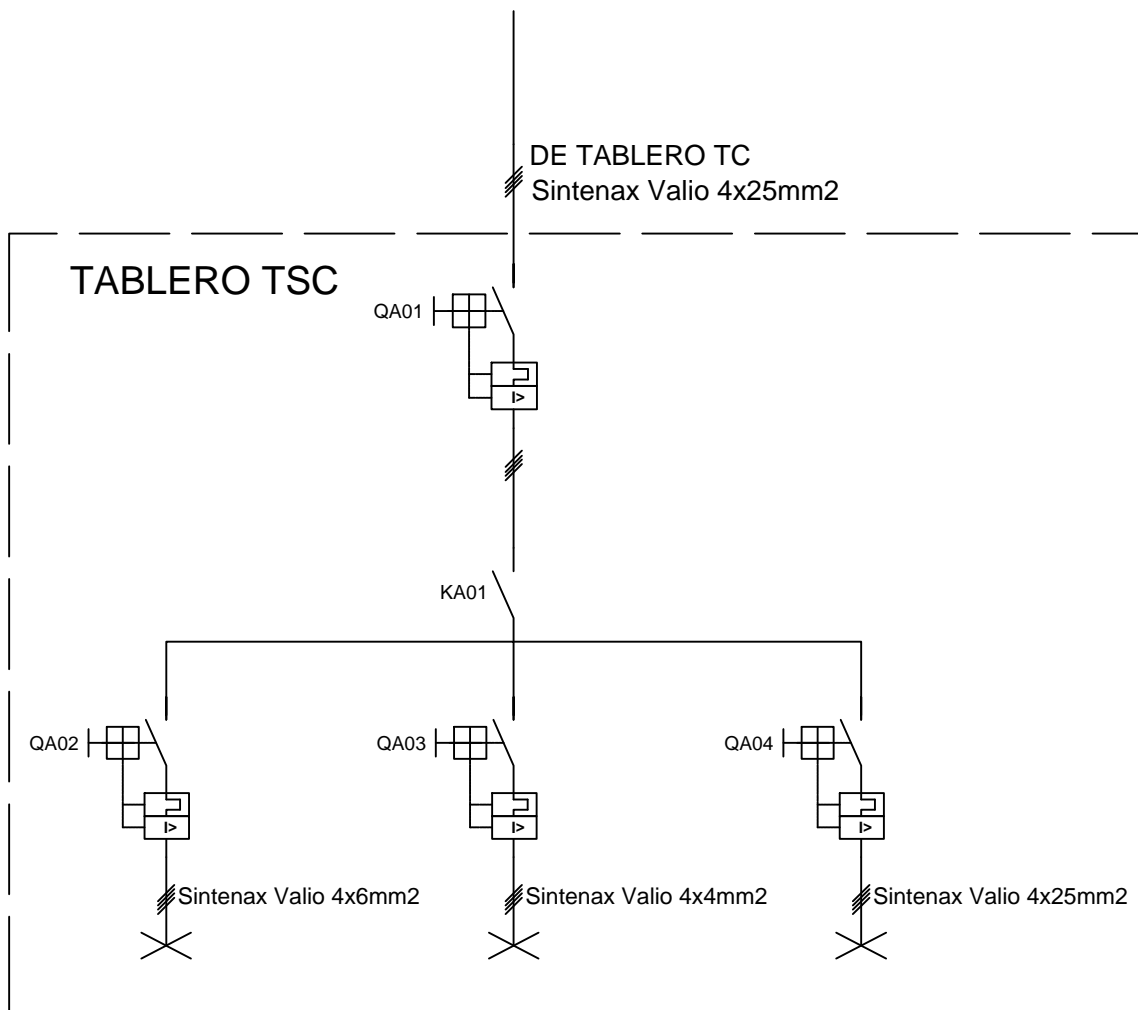 DE TABLERO TC
Sintenax Valio 4x25mm2
TABLERO TSC
QA01
I>
KA01
QA02
QA03
QA04
I>
I>
I>
Sintenax Valio 4x6mm2
Sintenax Valio 4x4mm2
Sintenax Valio 4x25mm2